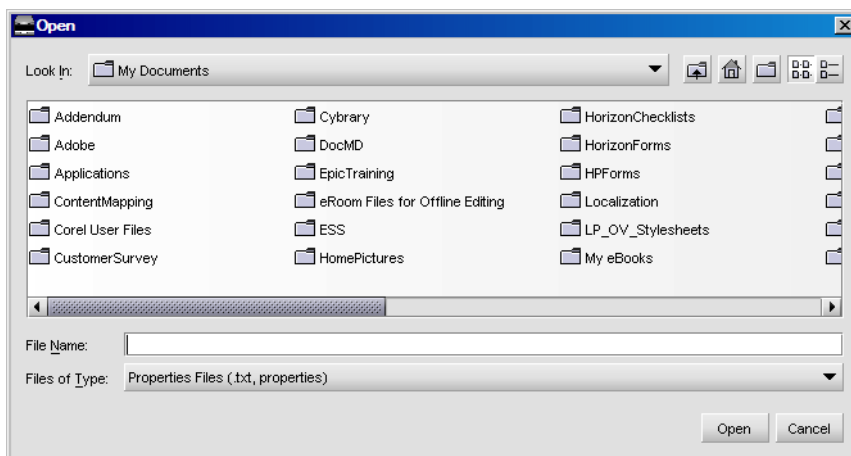 Open
Look In: My Documents
Addendum Cybrary HorizonChecklists
Adobe DocMD HorizonForms
Applications EpicTraining HPForms
ContentMapping eRoom Files for Offline Editing Localization
Corel User Files ESS LP_OV_Stylesheets
CustomerSurvey HomePictures My eBooks
File Name:
Files of Type: Properties Files (.txt, properties)
Open Cancel